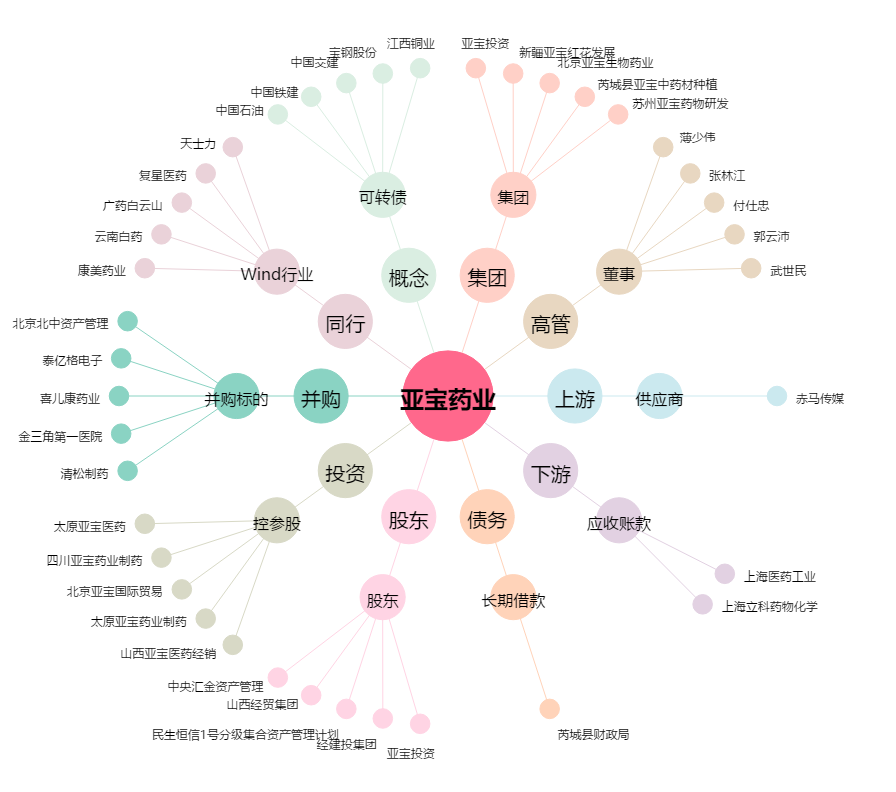 江西铜业
亚宝投资
宝钢股份
新疆亚宝红花发展
中国交建
北京亚宝生物药业
中国铁建
芮城县亚宝中药材种植
中国石油
苏州亚宝药物研发
天士力
薄少伟
复星医药
张林江
可转债
集团
广药白云山
付仕忠
云南白药
郭云沛
康美药业
Wind行业
概念
集团
董事
武世民
北京北中资产管理
同行
高管
泰亿格电子
喜儿康药业
并购标的
并购
亚宝药业
上游
供应商
赤马传媒
金三角第一医院
清松制药
投资
下游
太原亚宝医药
控参股
股东
债务
应收账款
四川亚宝药业制药
上海医药工业
北京亚宝国际贸易
股东
长期借款
上海立科药物化学
太原亚宝药业制药
山西亚宝医药经销
中央汇金资产管理
山西经贸集团
民生恒信1号分级集合资产管理计划
芮城县财政局
经建投集团
亚宝投资